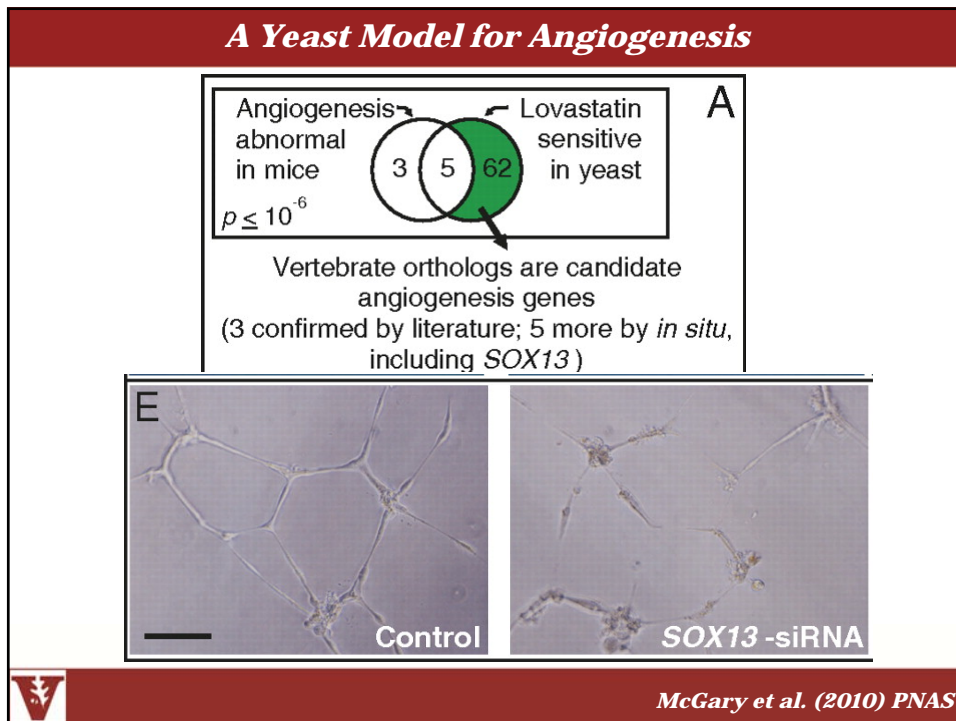 A Yeast Model for Angiogenesis
A
Angiogenesis
abnormal
in mice
p ≤ 10^-6
3 5 62
Lovastatin
sensitive
in yeast
Vertebrate orthologs are candidate
angiogenesis genes
(3 confirmed by literature; 5 more by in situ,
including SOX13 )
E
Control
SOX13 -siRNA
V
McGary et al. (2010) PNAS